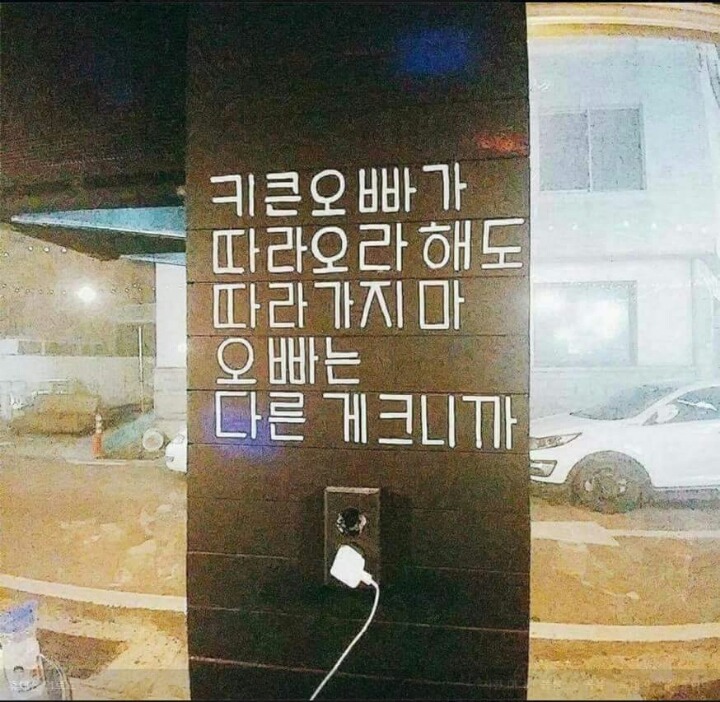 키큰오빠가
따라오라 해도
따라가지마
오빠는
다른 게크니까